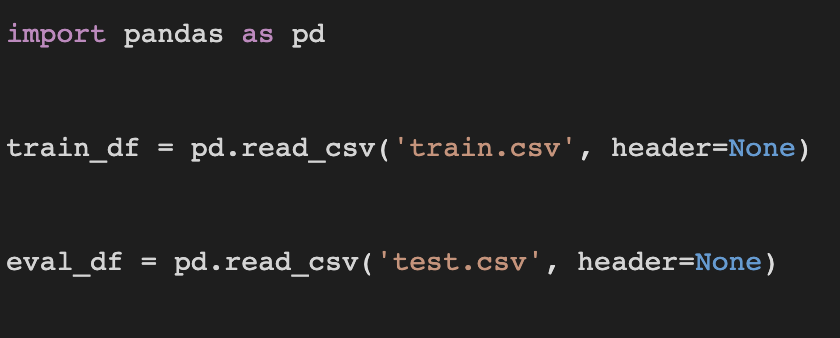 import pandas as pd
train_df = pd.read_csv('train.csv', header=None)
eval_df = pd.read_csv('test.csv', header=None)